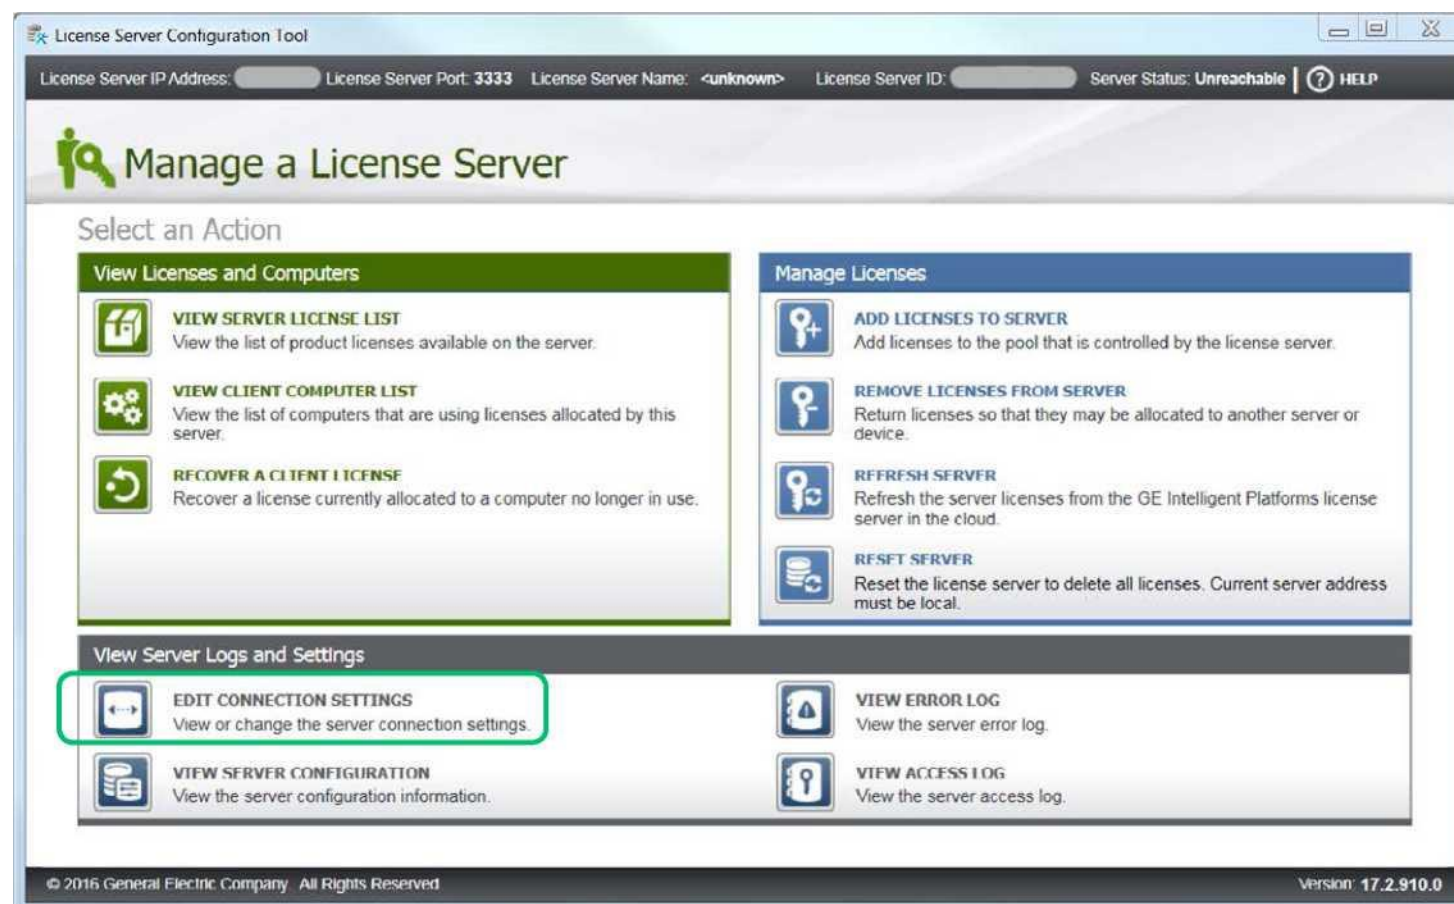 License Server Configuration Tool
License Server IP Address: License Server Port: 3333 License Server Name: <unknown> License Server ID: Server Status: Unreachable ? HELP
Manage a License Server
Select an Action
View Licenses and Computers
VIEW SERVER LICENSE LIST
View the list of product licenses available on the server.
VIEW CLIENT COMPUTER LIST
View the list of computers that are using licenses allocated by this
server.
RECOVER A CLIENT LICENSE
Recover a license currently allocated to a computer no longer in use.
Manage Licenses
ADD LICENSES TO SERVER
Add licenses to the pool that is controlled by the license server.
REMOVE LICENSES FROM SERVER
Return licenses so that they may be allocated to another server or
device.
REFRESH SERVER
Refresh the server licenses from the GE Intelligent Platforms license
server in the cloud.
RESET SERVER
Reset the license server to delete all licenses. Current server address
must be local.
View Server Logs and Settings
EDIT CONNECTION SETTINGS
View or change the server connection settings.
VIEW SERVER CONFIGURATION
View the server configuration information.
VIEW ERROR LOG
View the server error log.
VIEW ACCESS LOG
View the server access log.
© 2016 General Electric Company. All Rights Reserved
Version: 17.2.910.0